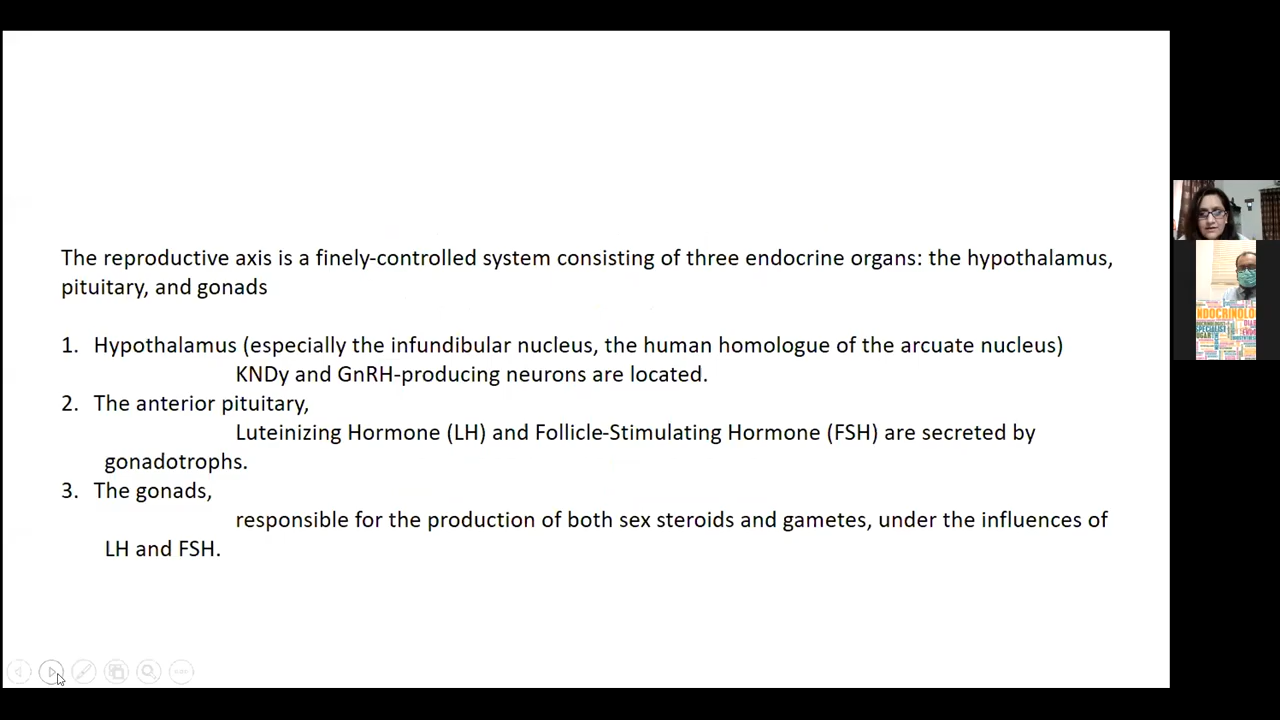 The reproductive axis is a finely-controlled system consisting of three endocrine organs: the hypothalamus,
pituitary, and gonads
1. Hypothalamus (especially the infundibular nucleus, the human homologue of the arcuate nucleus)
KNDy and GnRH-producing neurons are located.
2. The anterior pituitary,
Luteinizing Hormone (LH) and Follicle-Stimulating Hormone (FSH) are secreted by
gonadotrophs.
3. The gonads,
responsible for the production of both sex steroids and gametes, under the influences of
LH and FSH.